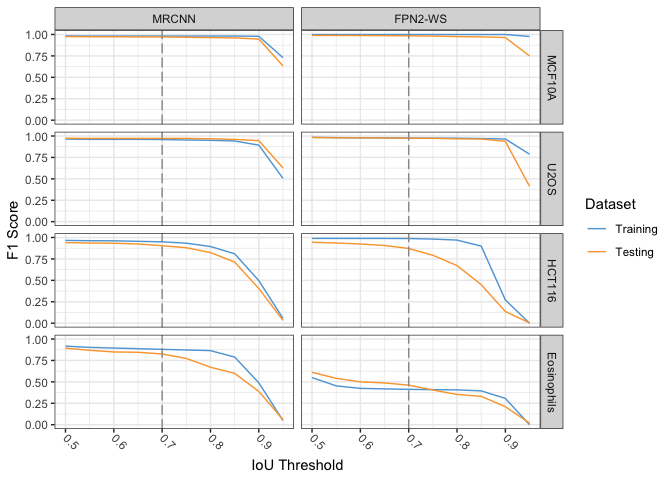 MRCNN
FPN2-WS
1.00
0.75
0.50
0.25
0.00
MCF10A
1.00
0.75
0.50
0.25
0.00
U2OS
1.00
0.75
0.50
0.25
0.00
HCT116
1.00
0.75
0.50
0.25
0.00
Eosinophils
F1 Score
0.5
0.6
0.7
0.8
0.9
0.5
0.6
0.7
0.8
0.9
IoU Threshold
Dataset
Training
Testing